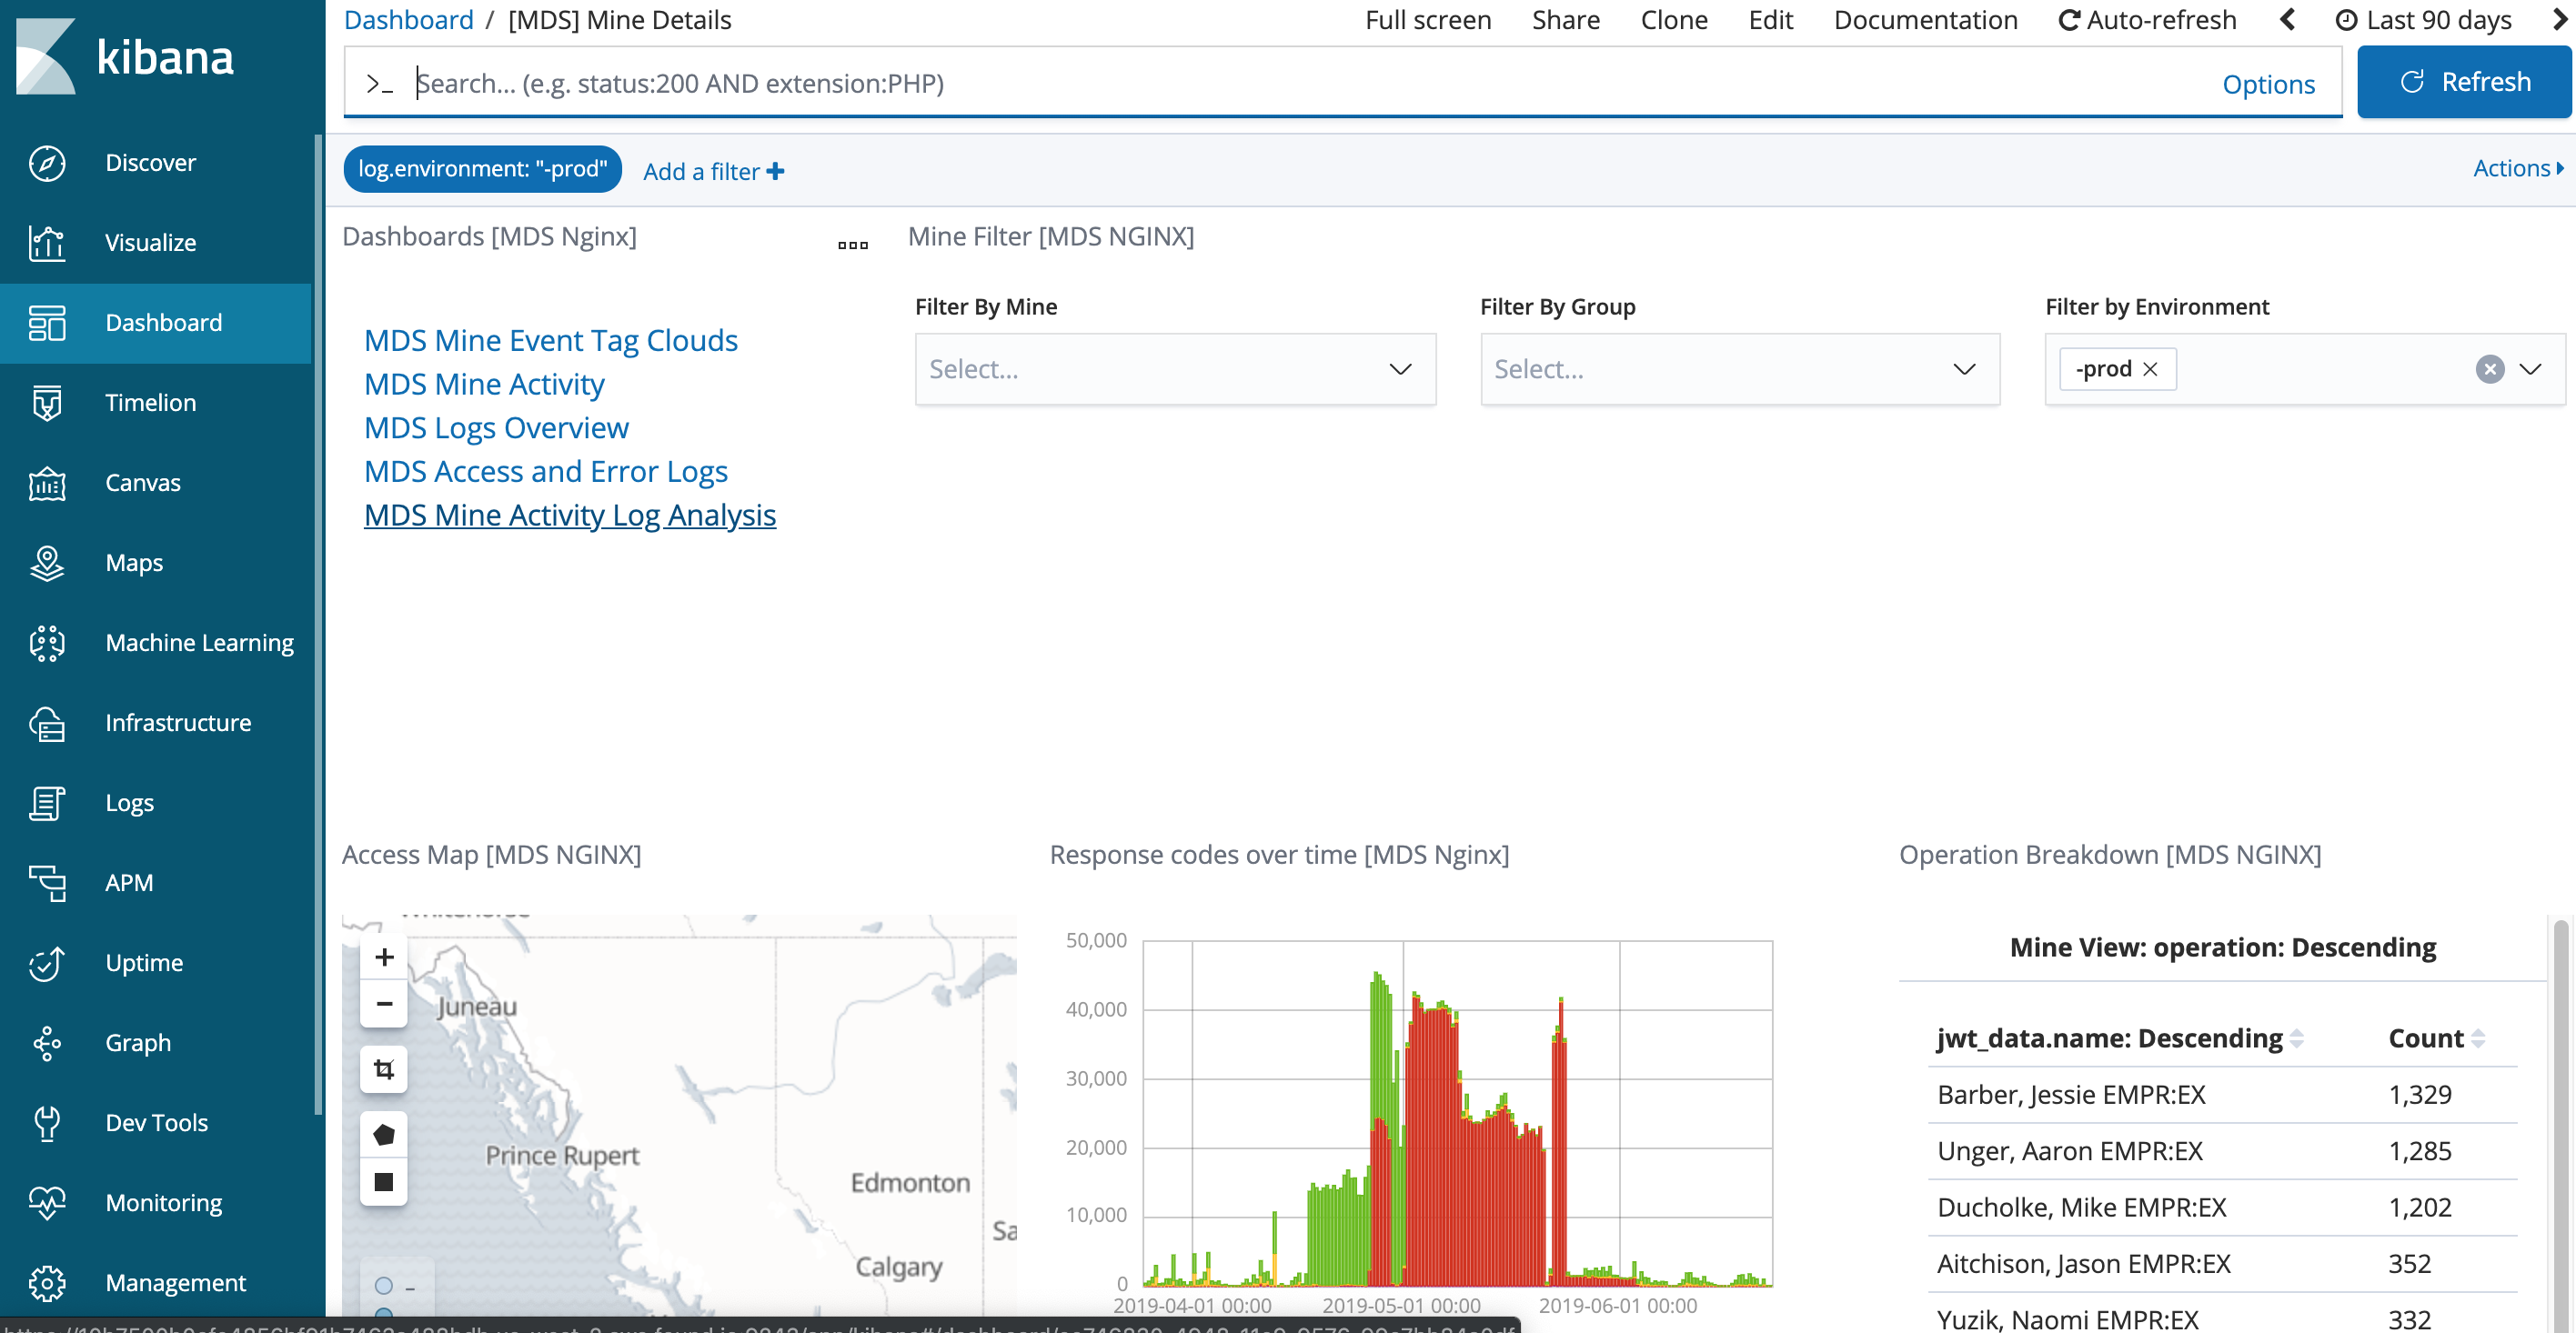 kibana
Discover
Visualize
Dashboard
Timelion
Canvas
Maps
Machine Learning
Infrastructure
Logs
APM
Uptime
Graph
Dev Tools
Monitoring
Management
Dashboard / [MDS] Mine Details
Full screen Share Clone Edit Documentation Auto-refresh Last 90 days
>_ Search... (e.g. status:200 AND extension:PHP) Options
Refresh
log.environment: "-prod" Add a filter +
Actions
Dashboards [MDS Nginx]
MDS Mine Event Tag Clouds
MDS Mine Activity
MDS Logs Overview
MDS Access and Error Logs
MDS Mine Activity Log Analysis
Mine Filter [MDS NGINX]
Filter By Mine
Select...
Filter By Group
Select...
Filter by Environment
-prod ×
Access Map [MDS NGINX]
+
−
Juneau
Prince Rupert
Edmonton
Calgary
–
Response codes over time [MDS Nginx]
50,000
40,000
30,000
20,000
10,000
0
2019-04-01 00:00 2019-05-01 00:00 2019-06-01 00:00
Operation Breakdown [MDS NGINX]
Mine View: operation: Descending
jwt_data.name: Descending Count
Barber, Jessie EMPR:EX 1,329
Unger, Aaron EMPR:EX 1,285
Ducholke, Mike EMPR:EX 1,202
Aitchison, Jason EMPR:EX 352
Yuzik, Naomi EMPR:EX 332